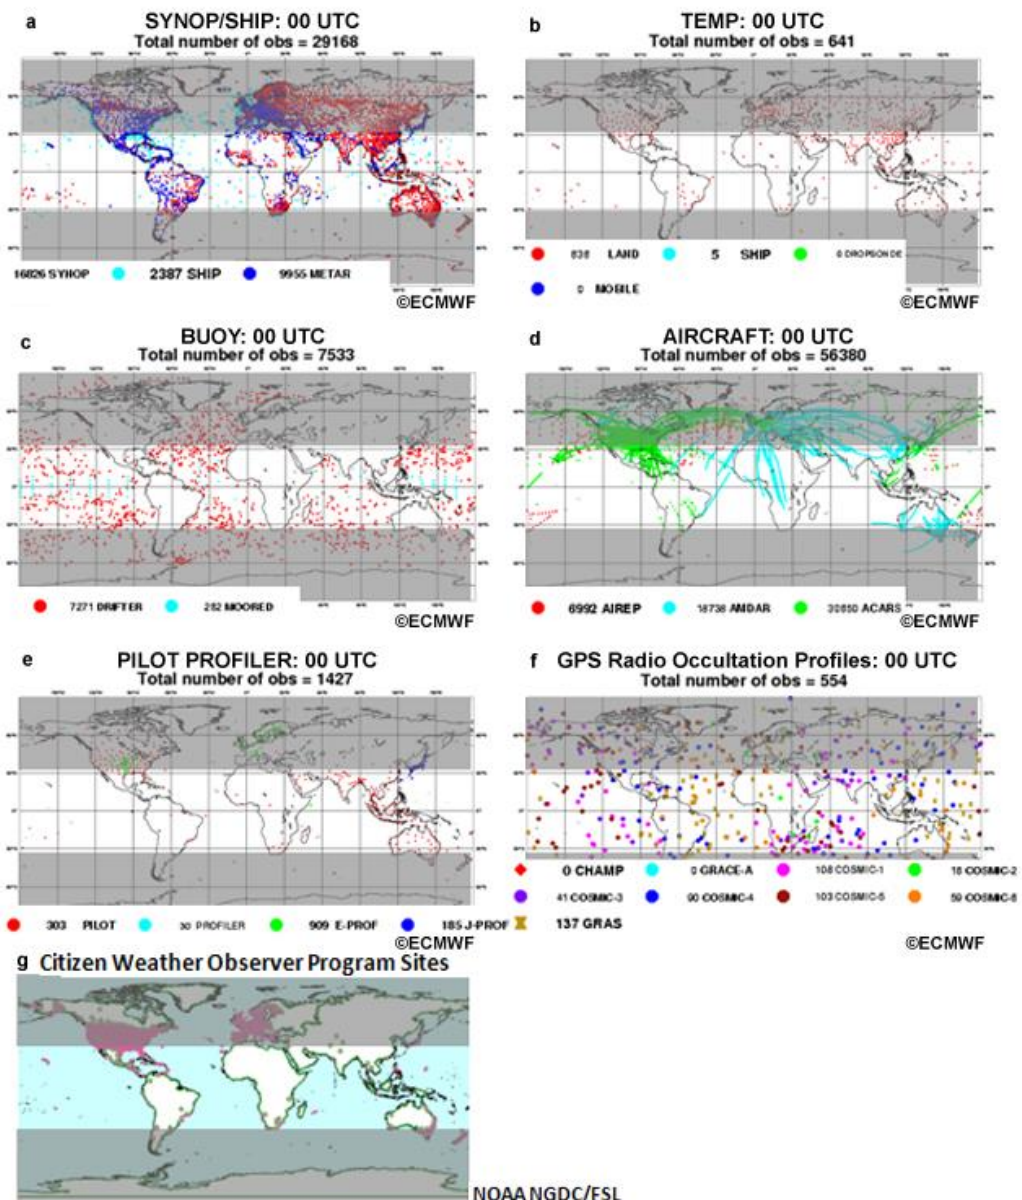 a
SYNOP/SHIP: 00 UTC
Total number of obs = 29168
16826 SYNOP 2387 SHIP 9955 METAR
©ECMWF
b
TEMP: 00 UTC
Total number of obs = 641
636 LAND 5 SHIP 0 DROPSONDE
0 MOBILE
©ECMWF
c
BUOY: 00 UTC
Total number of obs = 7533
7271 DRIFTER 262 MOORED
©ECMWF
d
AIRCRAFT: 00 UTC
Total number of obs = 56380
6992 AIREP 18738 AMDAR 30650 ACARS
©ECMWF
e
PILOT PROFILER: 00 UTC
Total number of obs = 1427
303 PILOT 30 PROFILER 909 E-PROF 185 J-PROF
©ECMWF
f
GPS Radio Occultation Profiles: 00 UTC
Total number of obs = 554
0 CHAMP 0 GRACE-A 108 COSMIC-1 16 COSMIC-2
41 COSMIC-3 90 COSMIC-4 103 COSMIC-5 59 COSMIC-6
137 GRAS
©ECMWF
g Citizen Weather Observer Program Sites
NOAA NGDC/FSL